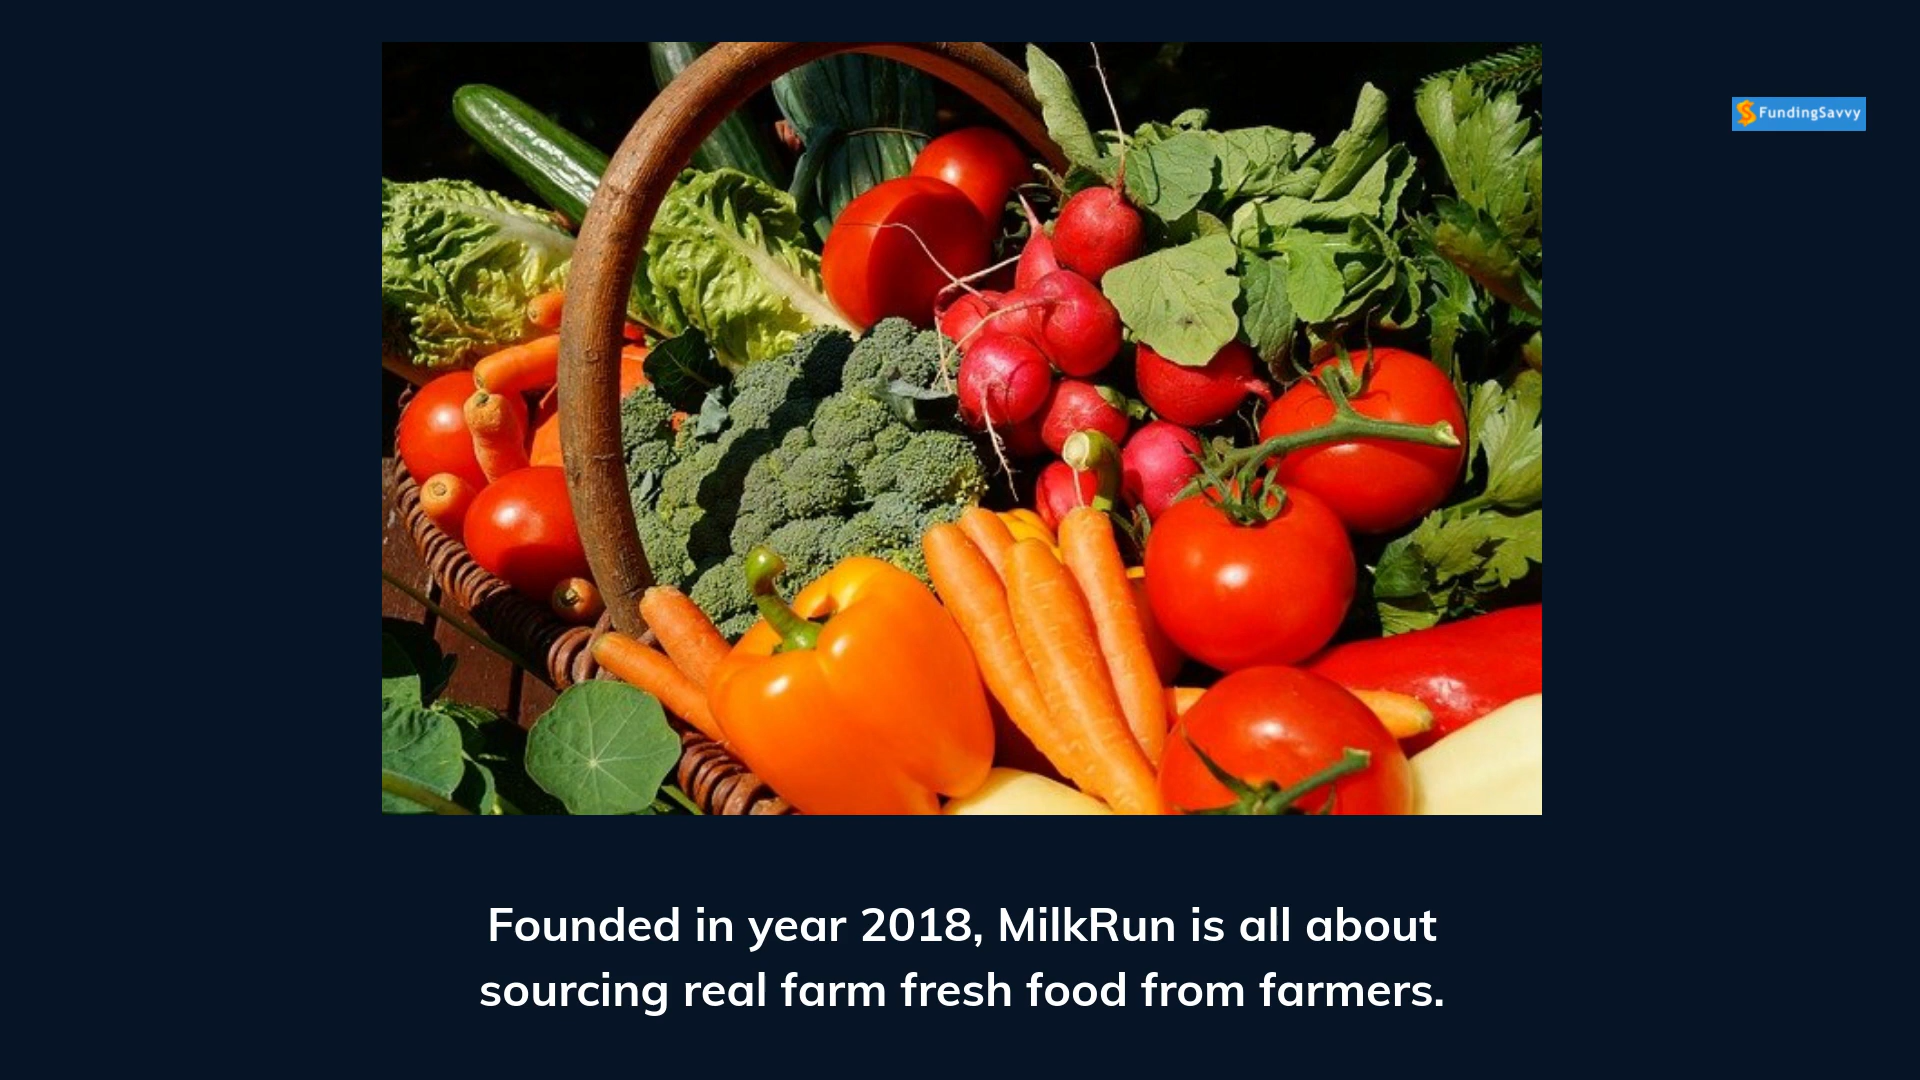 FundingSavvy
Founded in year 2018, MilkRun is all about
sourcing real farm fresh food from farmers.